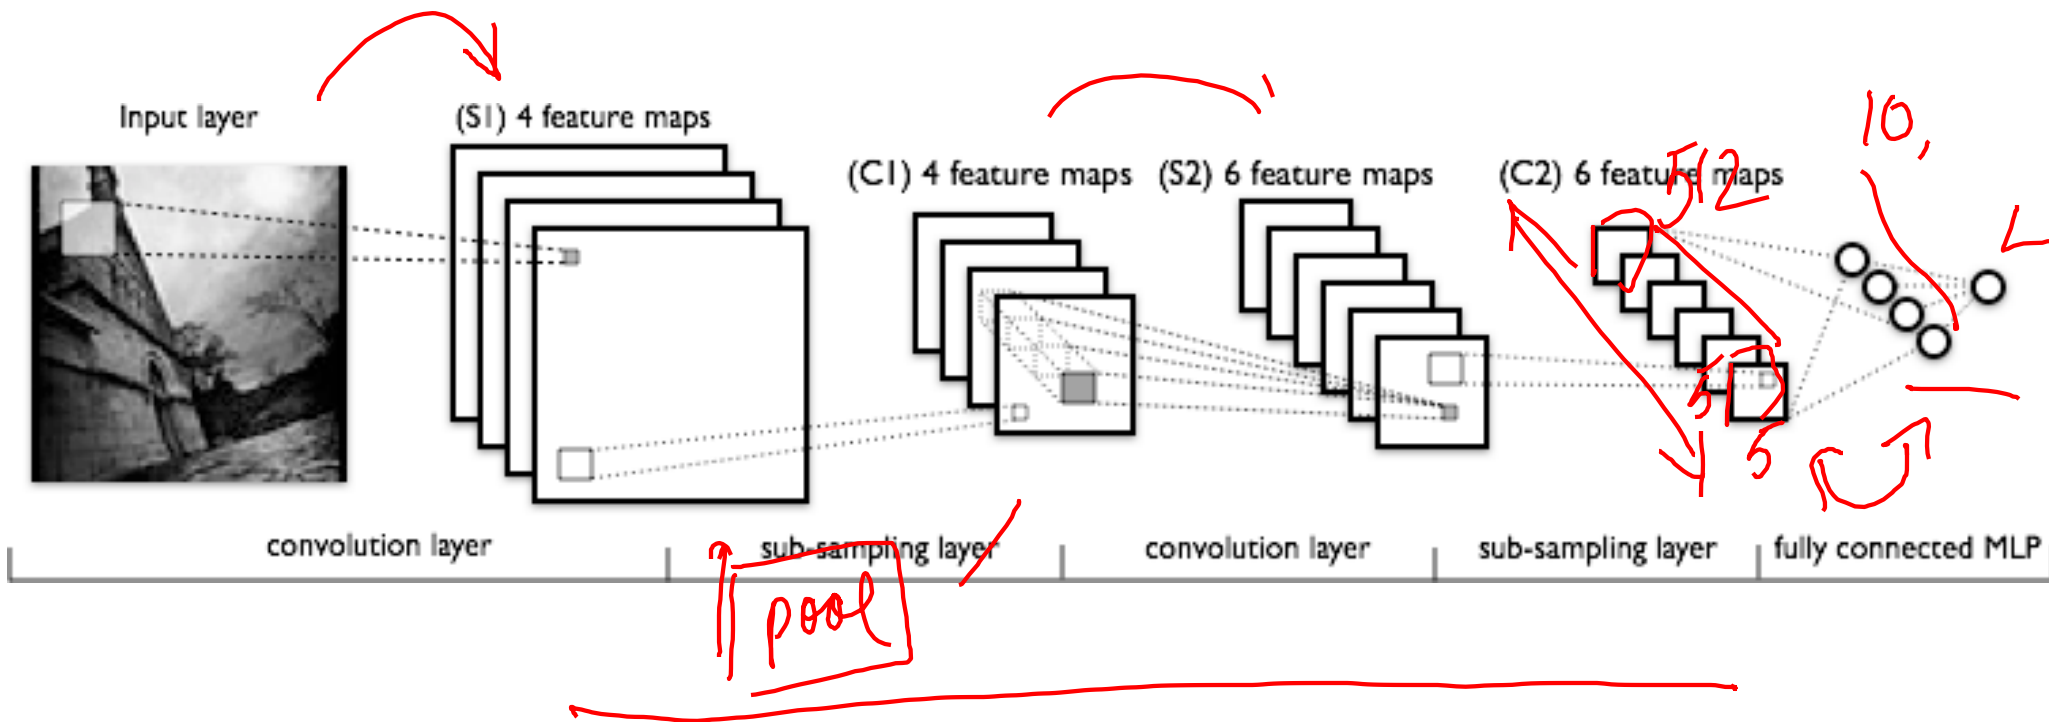 10,
Input layer
(S1) 4 feature maps
(C1) 4 feature maps
(S2) 6 feature maps
(C2) 6 feature maps
512
5
5
convolution layer
sub-sampling layer
convolution layer
sub-sampling layer
fully connected MLP
pool